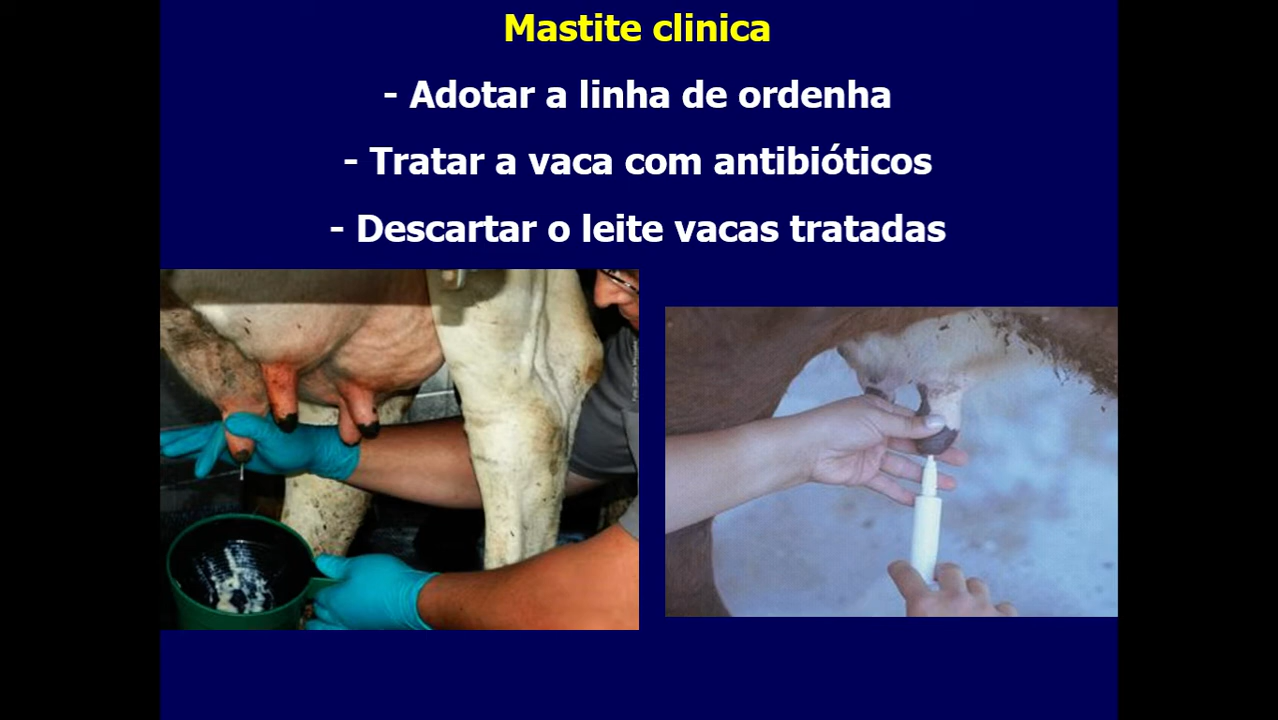 Mastite clinica
- Adotar a linha de ordenha
- Tratar a vaca com antibióticos
- Descartar o leite vacas tratadas